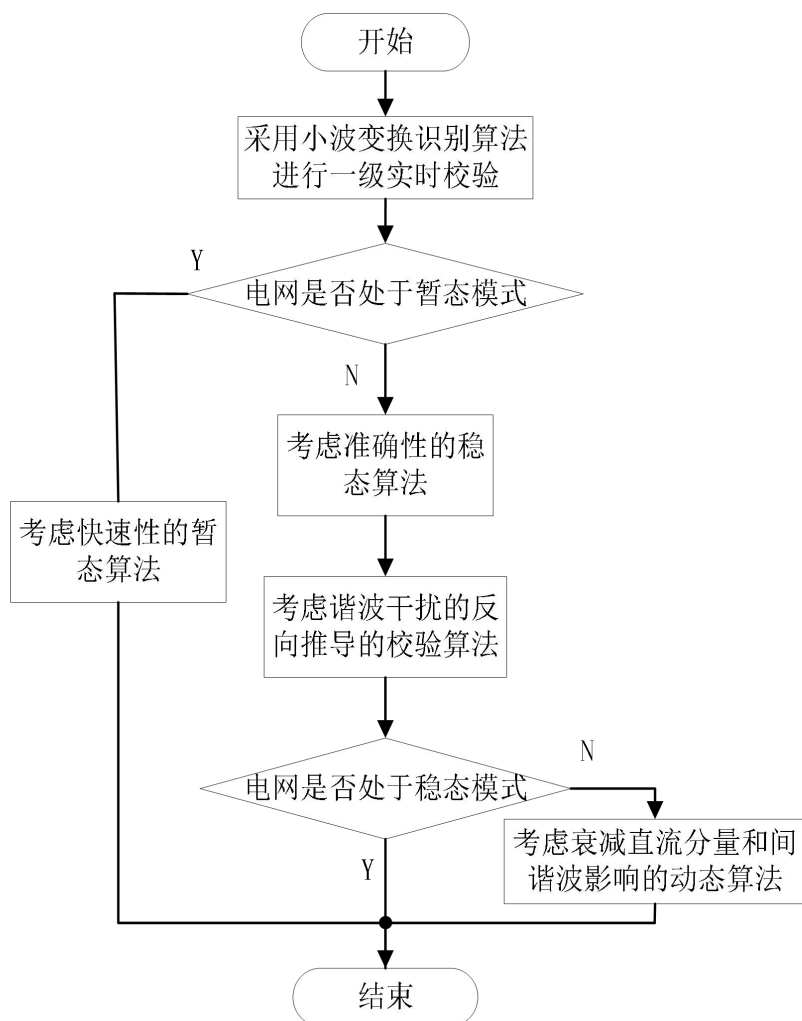 开始
采用小波变换识别算法
进行一级实时校验
Y
电网是否处于暂态模式
N
考虑准确性的稳
态算法
考虑快速性的暂
态算法
考虑谐波干扰的反
向推导的校验算法
N
电网是否处于稳态模式
考虑衰减直流分量和间
谐波影响的动态算法
Y
结束